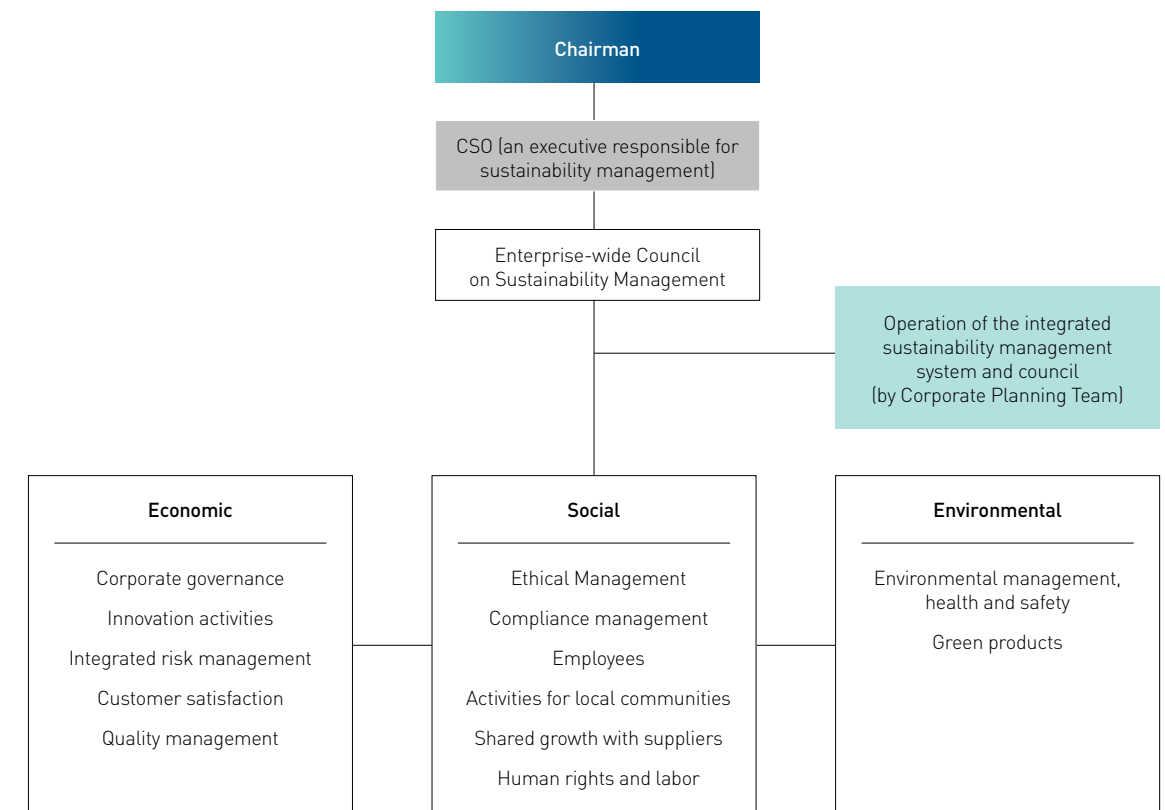 Chairman
CSO (an executive responsible for
sustainability management)
Enterprise-wide Council
on Sustainability Management
Operation of the integrated
sustainability management
system and council
(by Corporate Planning Team)
Economic
Corporate governance
Innovation activities
Integrated risk management
Customer satisfaction
Quality management
Social
Ethical Management
Compliance management
Employees
Activities for local communities
Shared growth with suppliers
Human rights and labor
Environmental
Environmental management,
health and safety
Green products